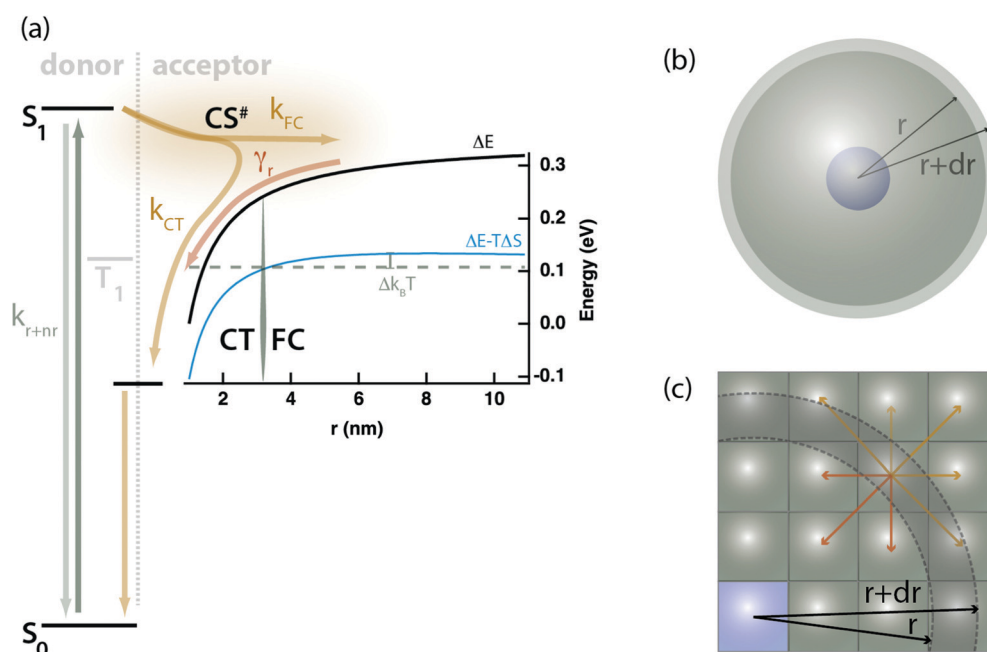 (a)
donor acceptor
S1
CS#
kFC
γr
kCT
T1
kr+nr
ΔE
ΔE-TΔS
ΔkBT
CT FC
0.3
0.2
0.1
0.0
-0.1
Energy (eV)
2 4 6 8 10
r (nm)
S0
(b)
r
r+dr
(c)
r+dr
r